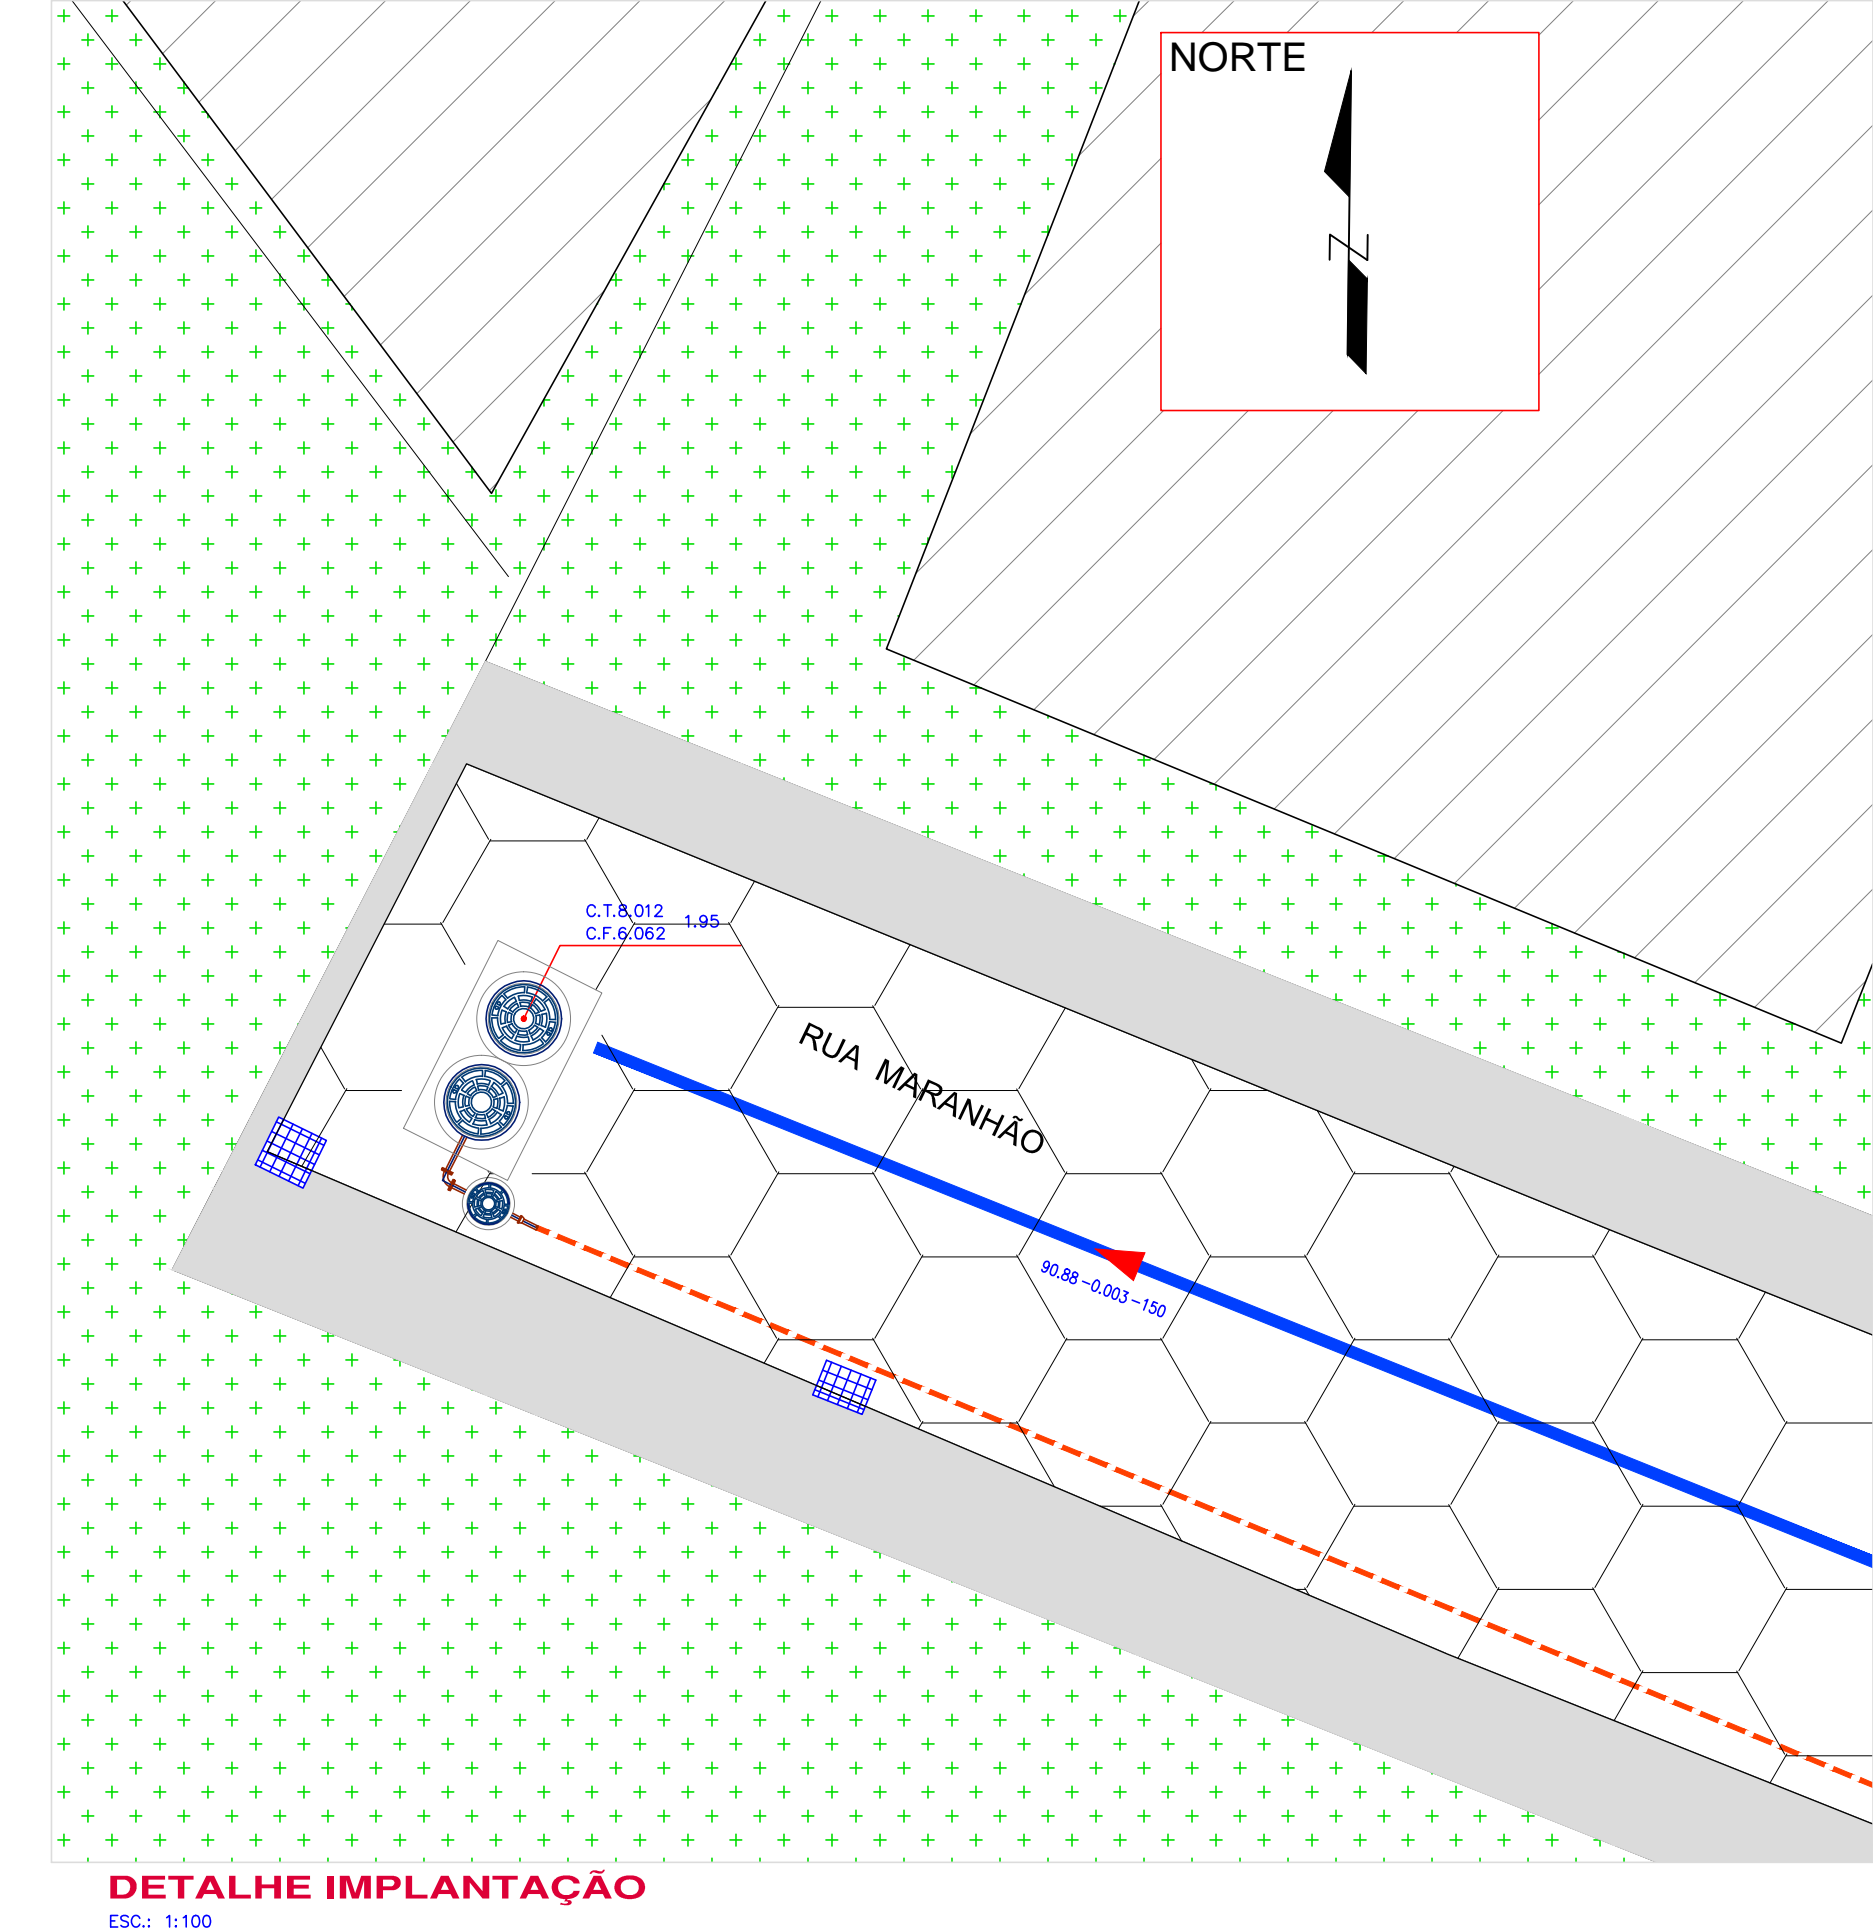 NORTE
N
C.T.8.012
1.95
C.F.6.062
RUA MARANHÃO
90.88-0.003-150
DETALHE IMPLANTAÇÃO
ESC.: 1:100